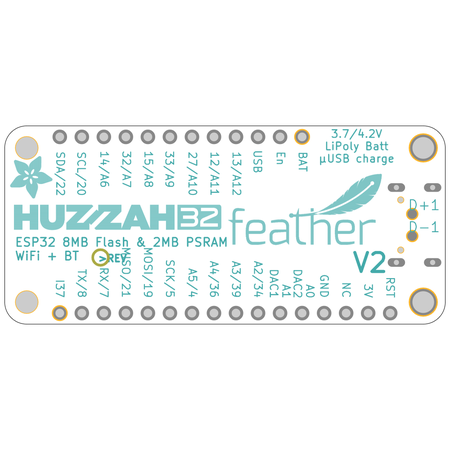 3.7/4.2V
LiPoly Batt
µUSB charge
SDA/22
SCL/20
14/A6
32/A7
15/A8
33/A9
27/A10
12/A11
13/A12
USB
En
BAT
D+1
D-1
HUZZAH32
feather
ESP32 8MB Flash & 2MB PSRAM
WiFi + BT
>REV
V2
I37
TX/8
RX/7
MISO/21
MOSI/19
SCK/5
A5/4
A4/36
A3/39
A2/34
DAC1 A1
DAC2 A0
GND
NC
3V
RST